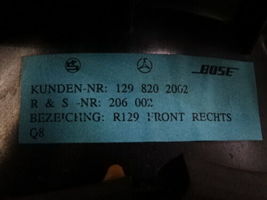 BOSE
KUNDEN-NR: 129 820 2002
R & S -NR: 206 002
BEZEICHNG: R129 FRONT RECHTS
Q8